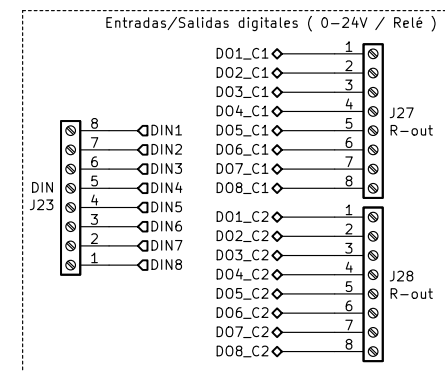 Entradas/Salidas digitales ( 0-24V / Relé )
DO1_C1 1
DO2_C1 2
DO3_C1 3
DO4_C1 4
DO5_C1 5
DO6_C1 6
DO7_C1 7
DO8_C1 8
J27
R-out
8 DIN1
7 DIN2
6 DIN3
5 DIN4
4 DIN5
3 DIN6
2 DIN7
1 DIN8
DIN
J23
DO1_C2 1
DO2_C2 2
DO3_C2 3
DO4_C2 4
DO5_C2 5
DO6_C2 6
DO7_C2 7
DO8_C2 8
J28
R-out